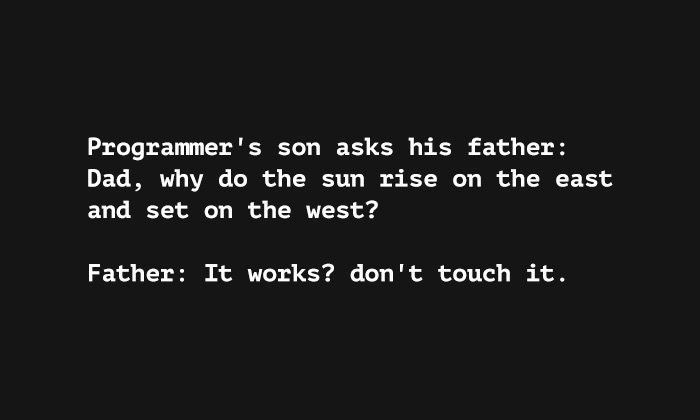 Programmer's son asks his father:
Dad, why do the sun rise on the east
and set on the west?
Father: It works? don't touch it.